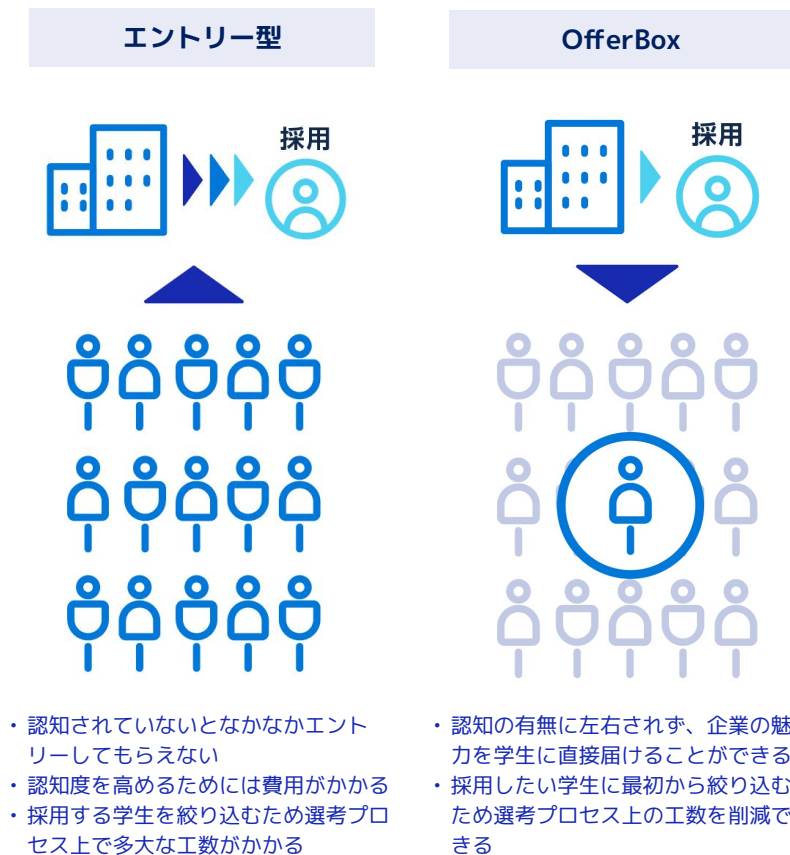 エントリー型
採用
・認知されていないとなかなかエント
リーしてもらえない
・認知度を高めるためには費用がかかる
・採用する学生を絞り込むため選考プロ
セス上で多大な工数がかかる
OfferBox
採用
・認知の有無に左右されず、企業の魅
力を学生に直接届けることができる
・採用したい学生に最初から絞り込む
ため選考プロセス上の工数を削減で
きる